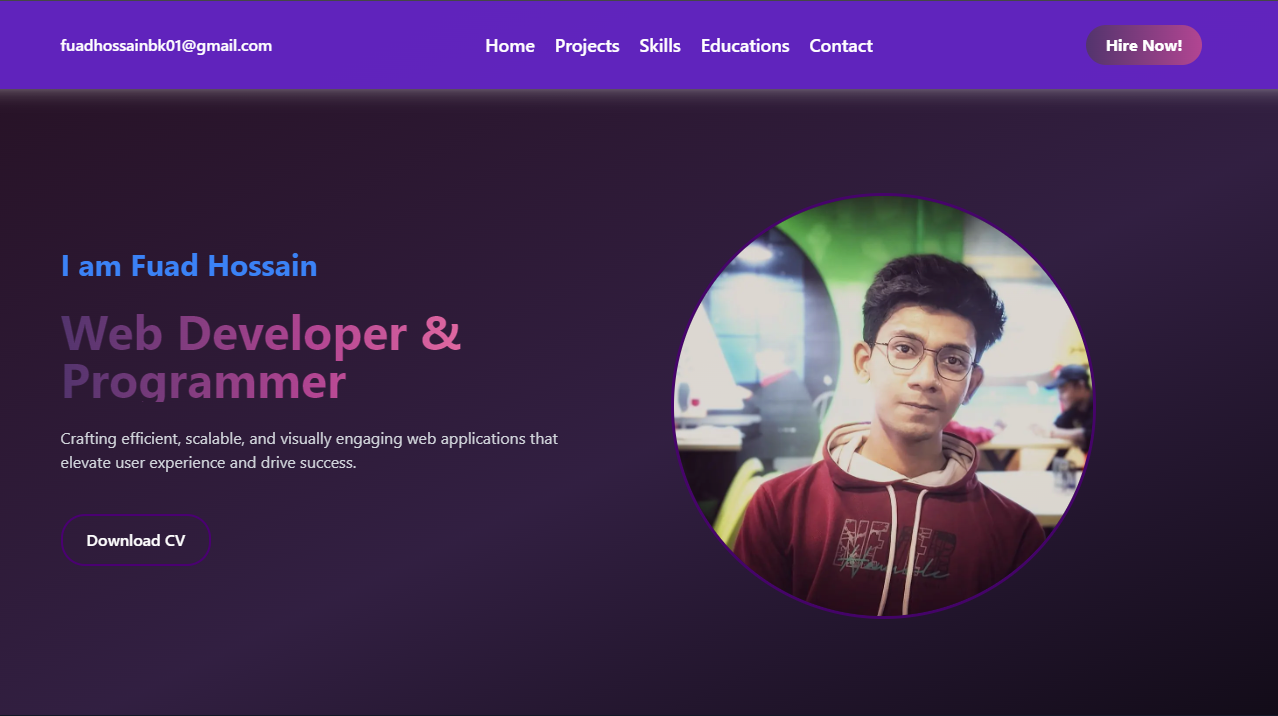 fuadhossainbk01@gmail.com
Home Projects Skills Educations Contact
Hire Now!
I am Fuad Hossain
Web Developer &
Programmer
Crafting efficient, scalable, and visually engaging web applications that
elevate user experience and drive success.
Download CV